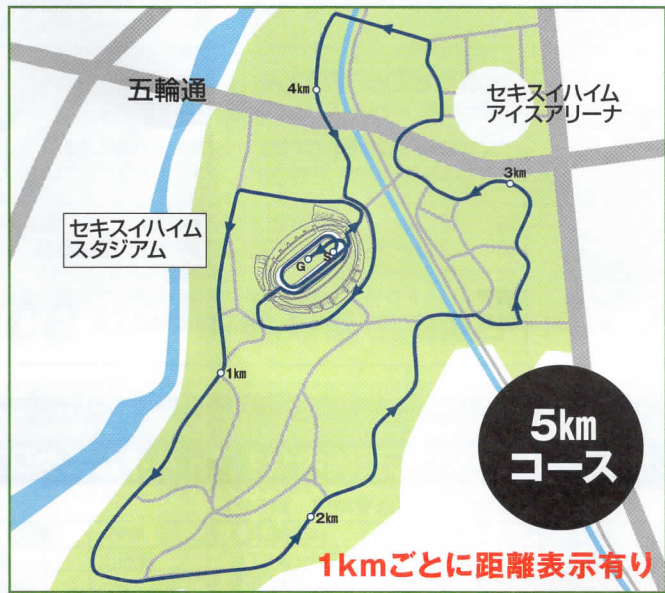 五輪通
4km
セキスイハイム
アイスアリーナ
3km
セキスイハイム
スタジアム
G
S
1km
2km
5km
コース
1kmごとに距離表示有り